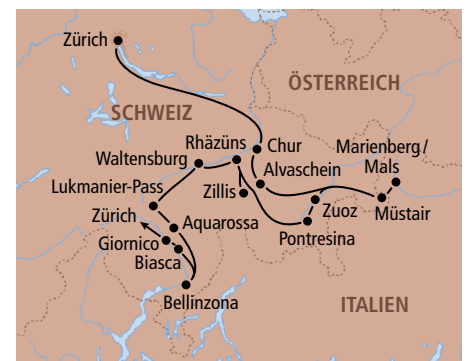 Zürich
ÖSTERREICH
SCHWEIZ
Rhäzüns
Chur
Marienberg/
Mals
Waltensburg
Alvaschein
Lukmanier-Pass
Zillis
Zuoz
Müstair
Zürich
Aquarossa
Pontresina
Giornico
Biasca
Bellinzona
ITALIEN